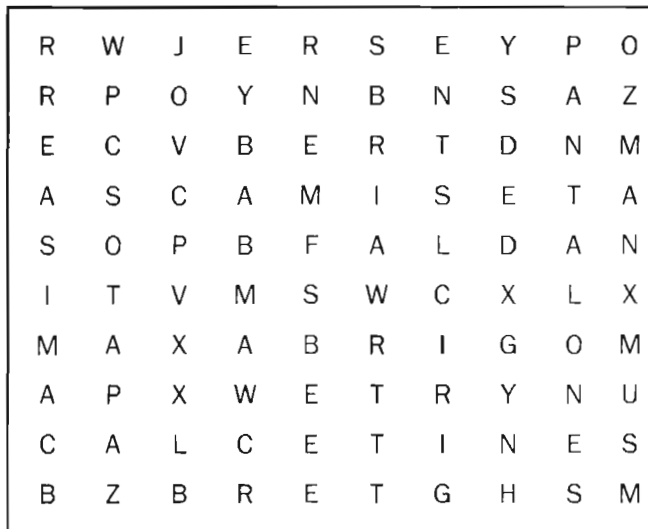 R W J E R S E Y P O
R P O Y N B N S A Z
E C V B E R T D N M
A S C A M I S E T A
S O P B F A L D A N
I T V M S W C X L X
M A X A B R I G O M
A P X W E T R Y N U
C A L C E T I N E S
B Z B R E T G H S M